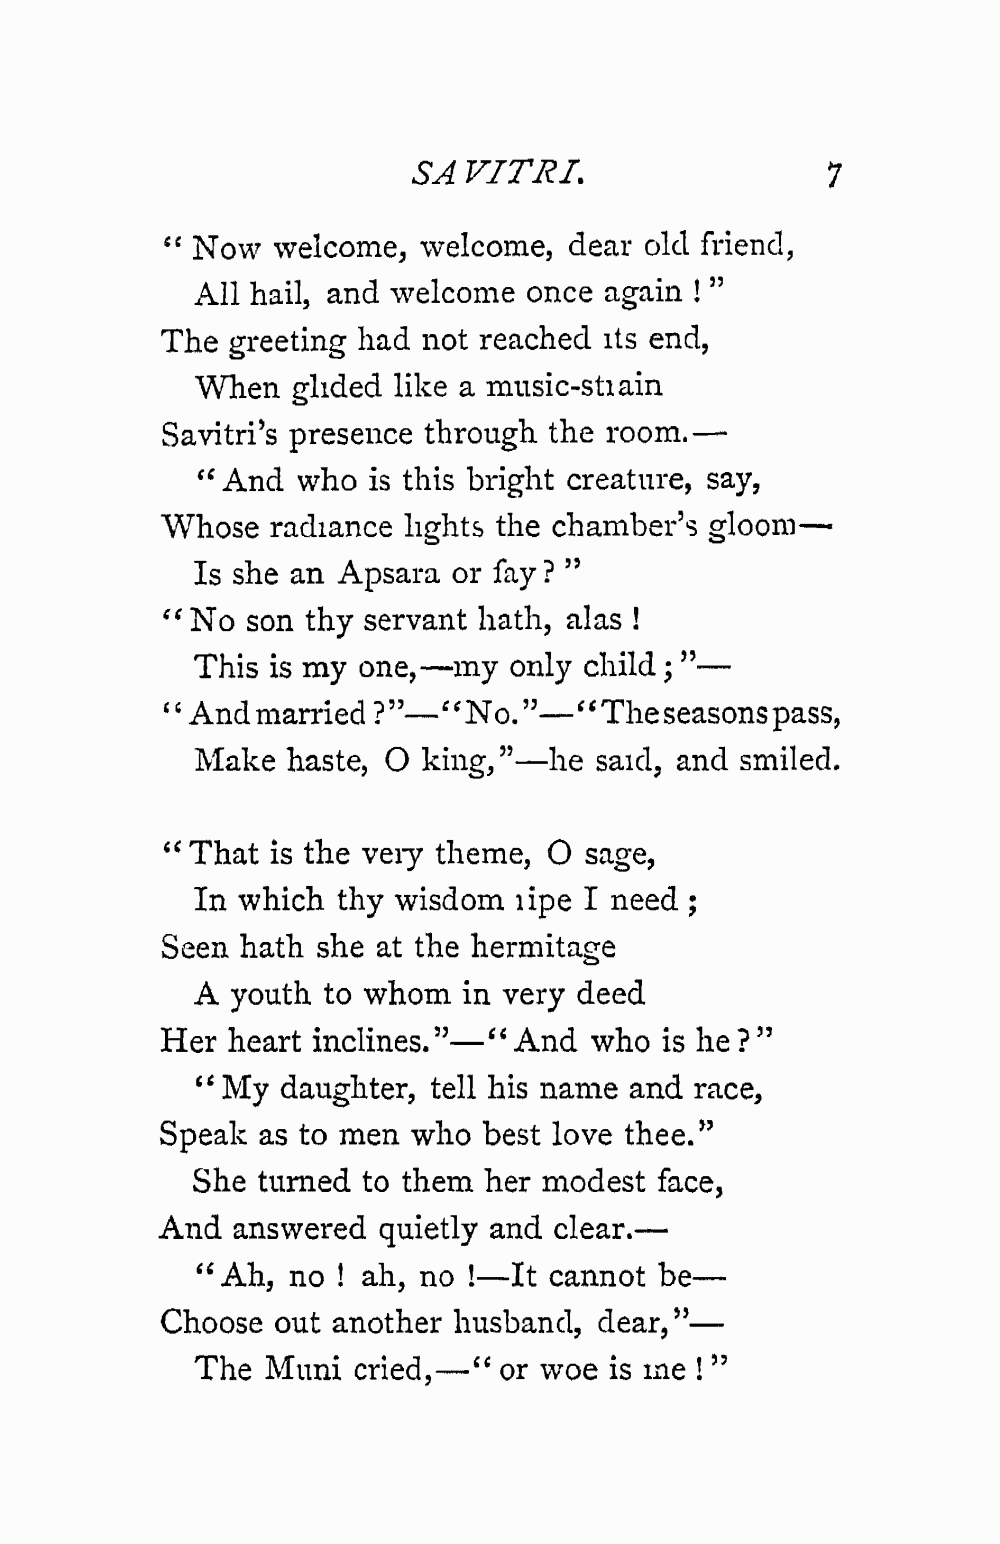 SAVITRI. 7
“Now welcome, welcome, dear old friend,
All hail, and welcome once again !”
The greeting had not reached its end,
When glided like a music-strain
Savitri’s presence through the room.—
“And who is this bright creature, say,
Whose radiance lights the chamber’s gloom—
Is she an Apsara or fay?”
“No son thy servant hath, alas !
This is my one,—my only child ;”—
“And married ?”—“No.”—“The seasons pass,
Make haste, O king,”—he said, and smiled.
“That is the very theme, O sage,
In which thy wisdom ripe I need ;
Seen hath she at the hermitage
A youth to whom in very deed
Her heart inclines.”—“And who is he?”
“My daughter, tell his name and race,
Speak as to men who best love thee.”
She turned to them her modest face,
And answered quietly and clear.—
“Ah, no ! ah, no !—It cannot be—
Choose out another husband, dear,”—
The Muni cried,—“or woe is me !”